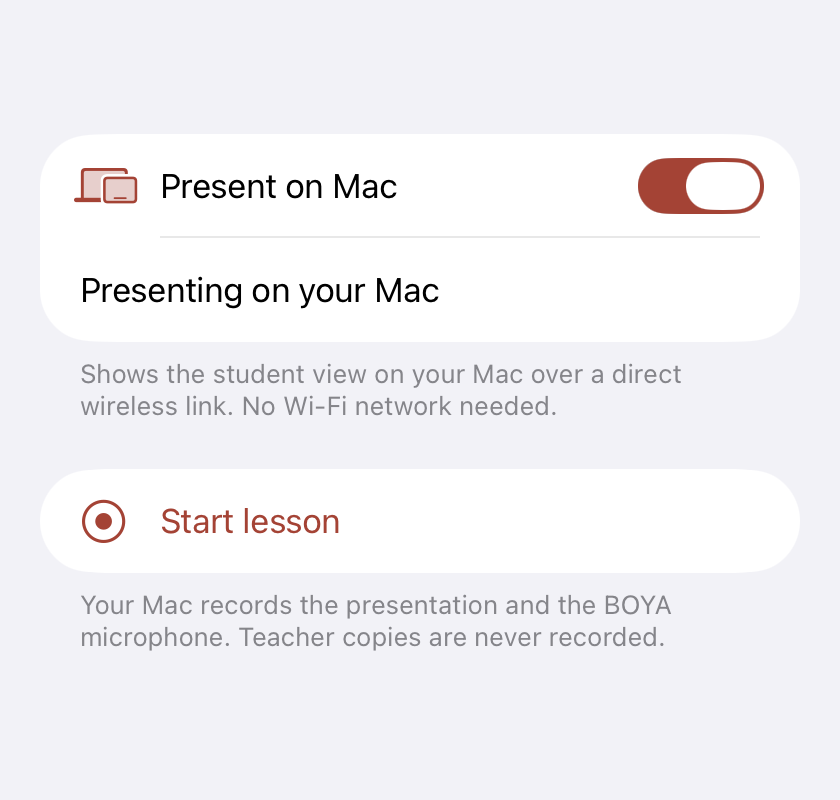 Present on Mac
Presenting on your Mac
Shows the student view on your Mac over a direct
wireless link. No Wi-Fi network needed.
Start lesson
Your Mac records the presentation and the BOYA
microphone. Teacher copies are never recorded.